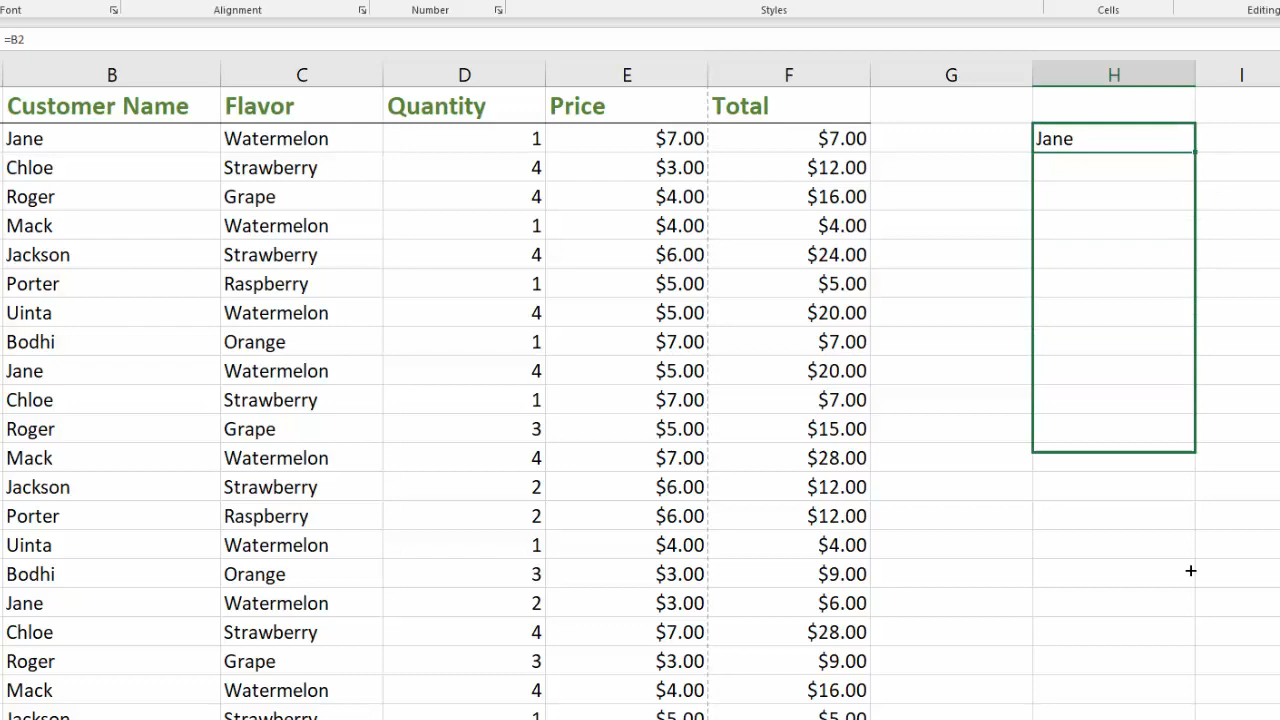 Font Alignment Number Styles Cells Editing
=B2
B C D E F G H I
Customer Name Flavor Quantity Price Total
Jane Watermelon 1 $7.00 $7.00 Jane
Chloe Strawberry 4 $3.00 $12.00
Roger Grape 4 $4.00 $16.00
Mack Watermelon 1 $4.00 $4.00
Jackson Strawberry 4 $6.00 $24.00
Porter Raspberry 1 $5.00 $5.00
Uinta Watermelon 4 $5.00 $20.00
Bodhi Orange 1 $7.00 $7.00
Jane Watermelon 4 $5.00 $20.00
Chloe Strawberry 1 $7.00 $7.00
Roger Grape 3 $5.00 $15.00
Mack Watermelon 4 $7.00 $28.00
Jackson Strawberry 2 $6.00 $12.00
Porter Raspberry 2 $6.00 $12.00
Uinta Watermelon 1 $4.00 $4.00
Bodhi Orange 3 $3.00 $9.00
Jane Watermelon 2 $3.00 $6.00
Chloe Strawberry 4 $7.00 $28.00
Roger Grape 3 $3.00 $9.00
Mack Watermelon 4 $4.00 $16.00
Jackson Strawberry 1 $5.00 $5.00